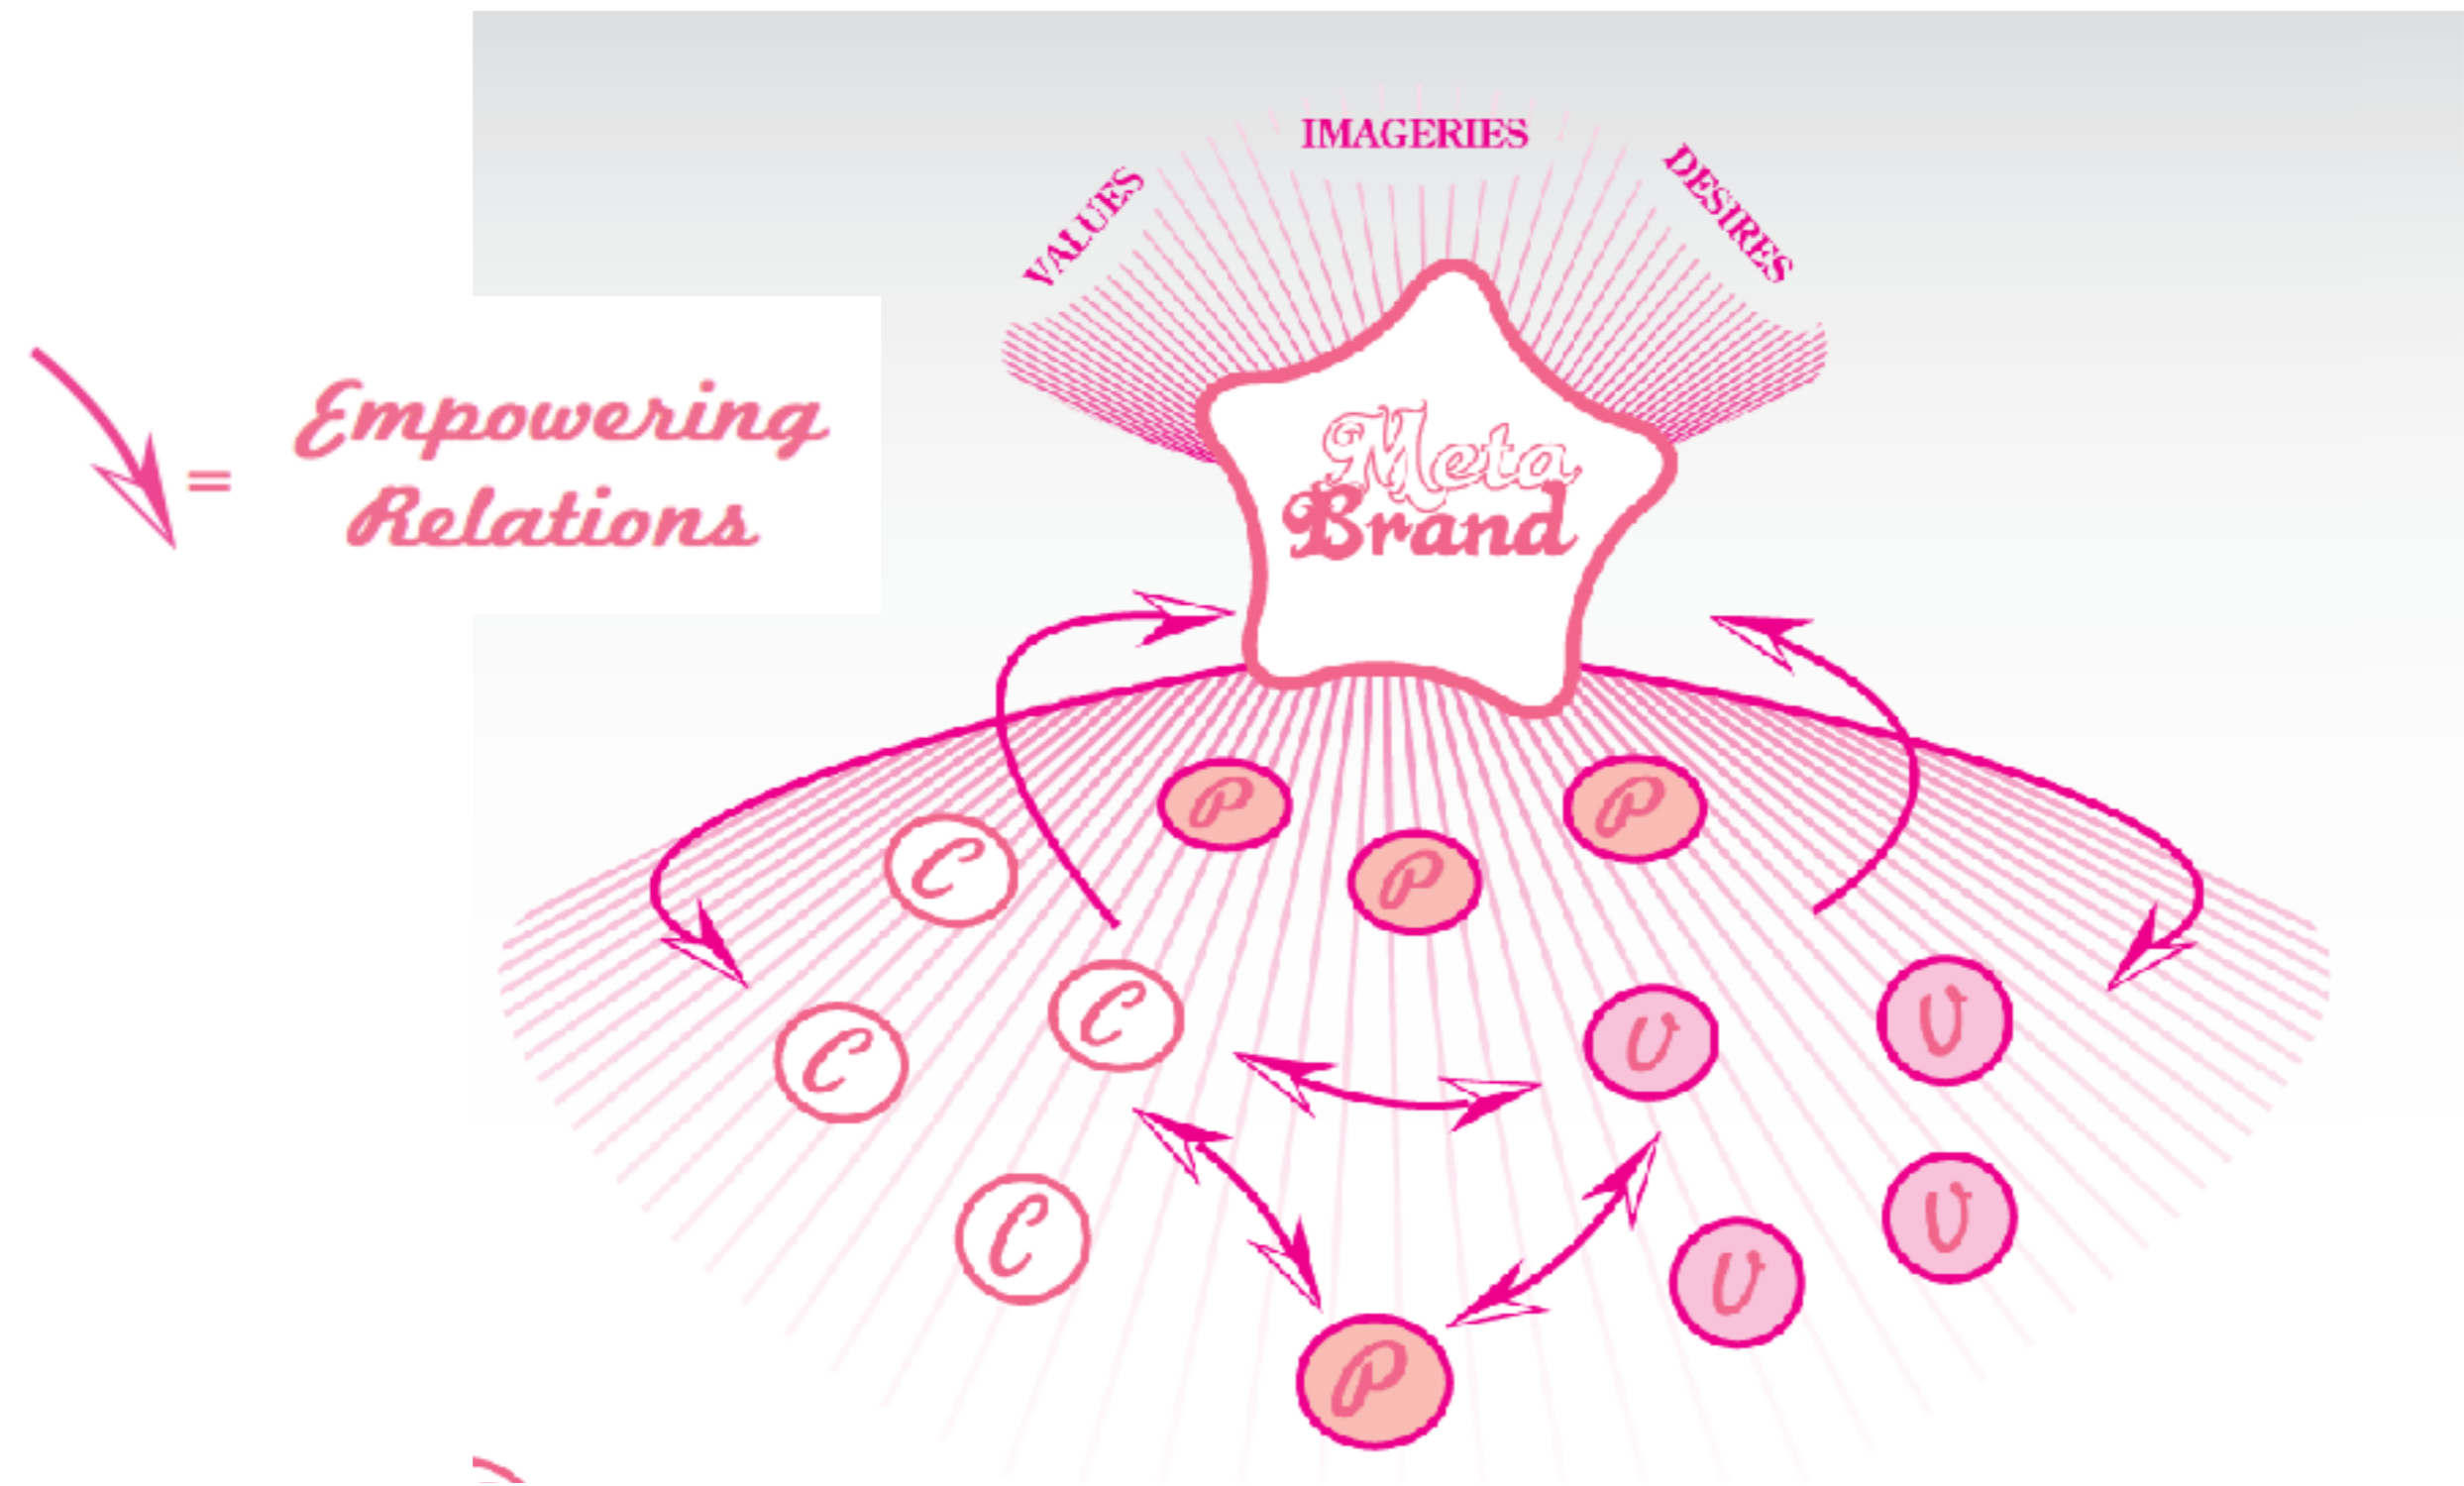 VALUES
IMAGERIES
DESIRES
=
Empowering
Relations
Meta
Brand
P
P
C
P
C
C
V
V
C
V
V
P